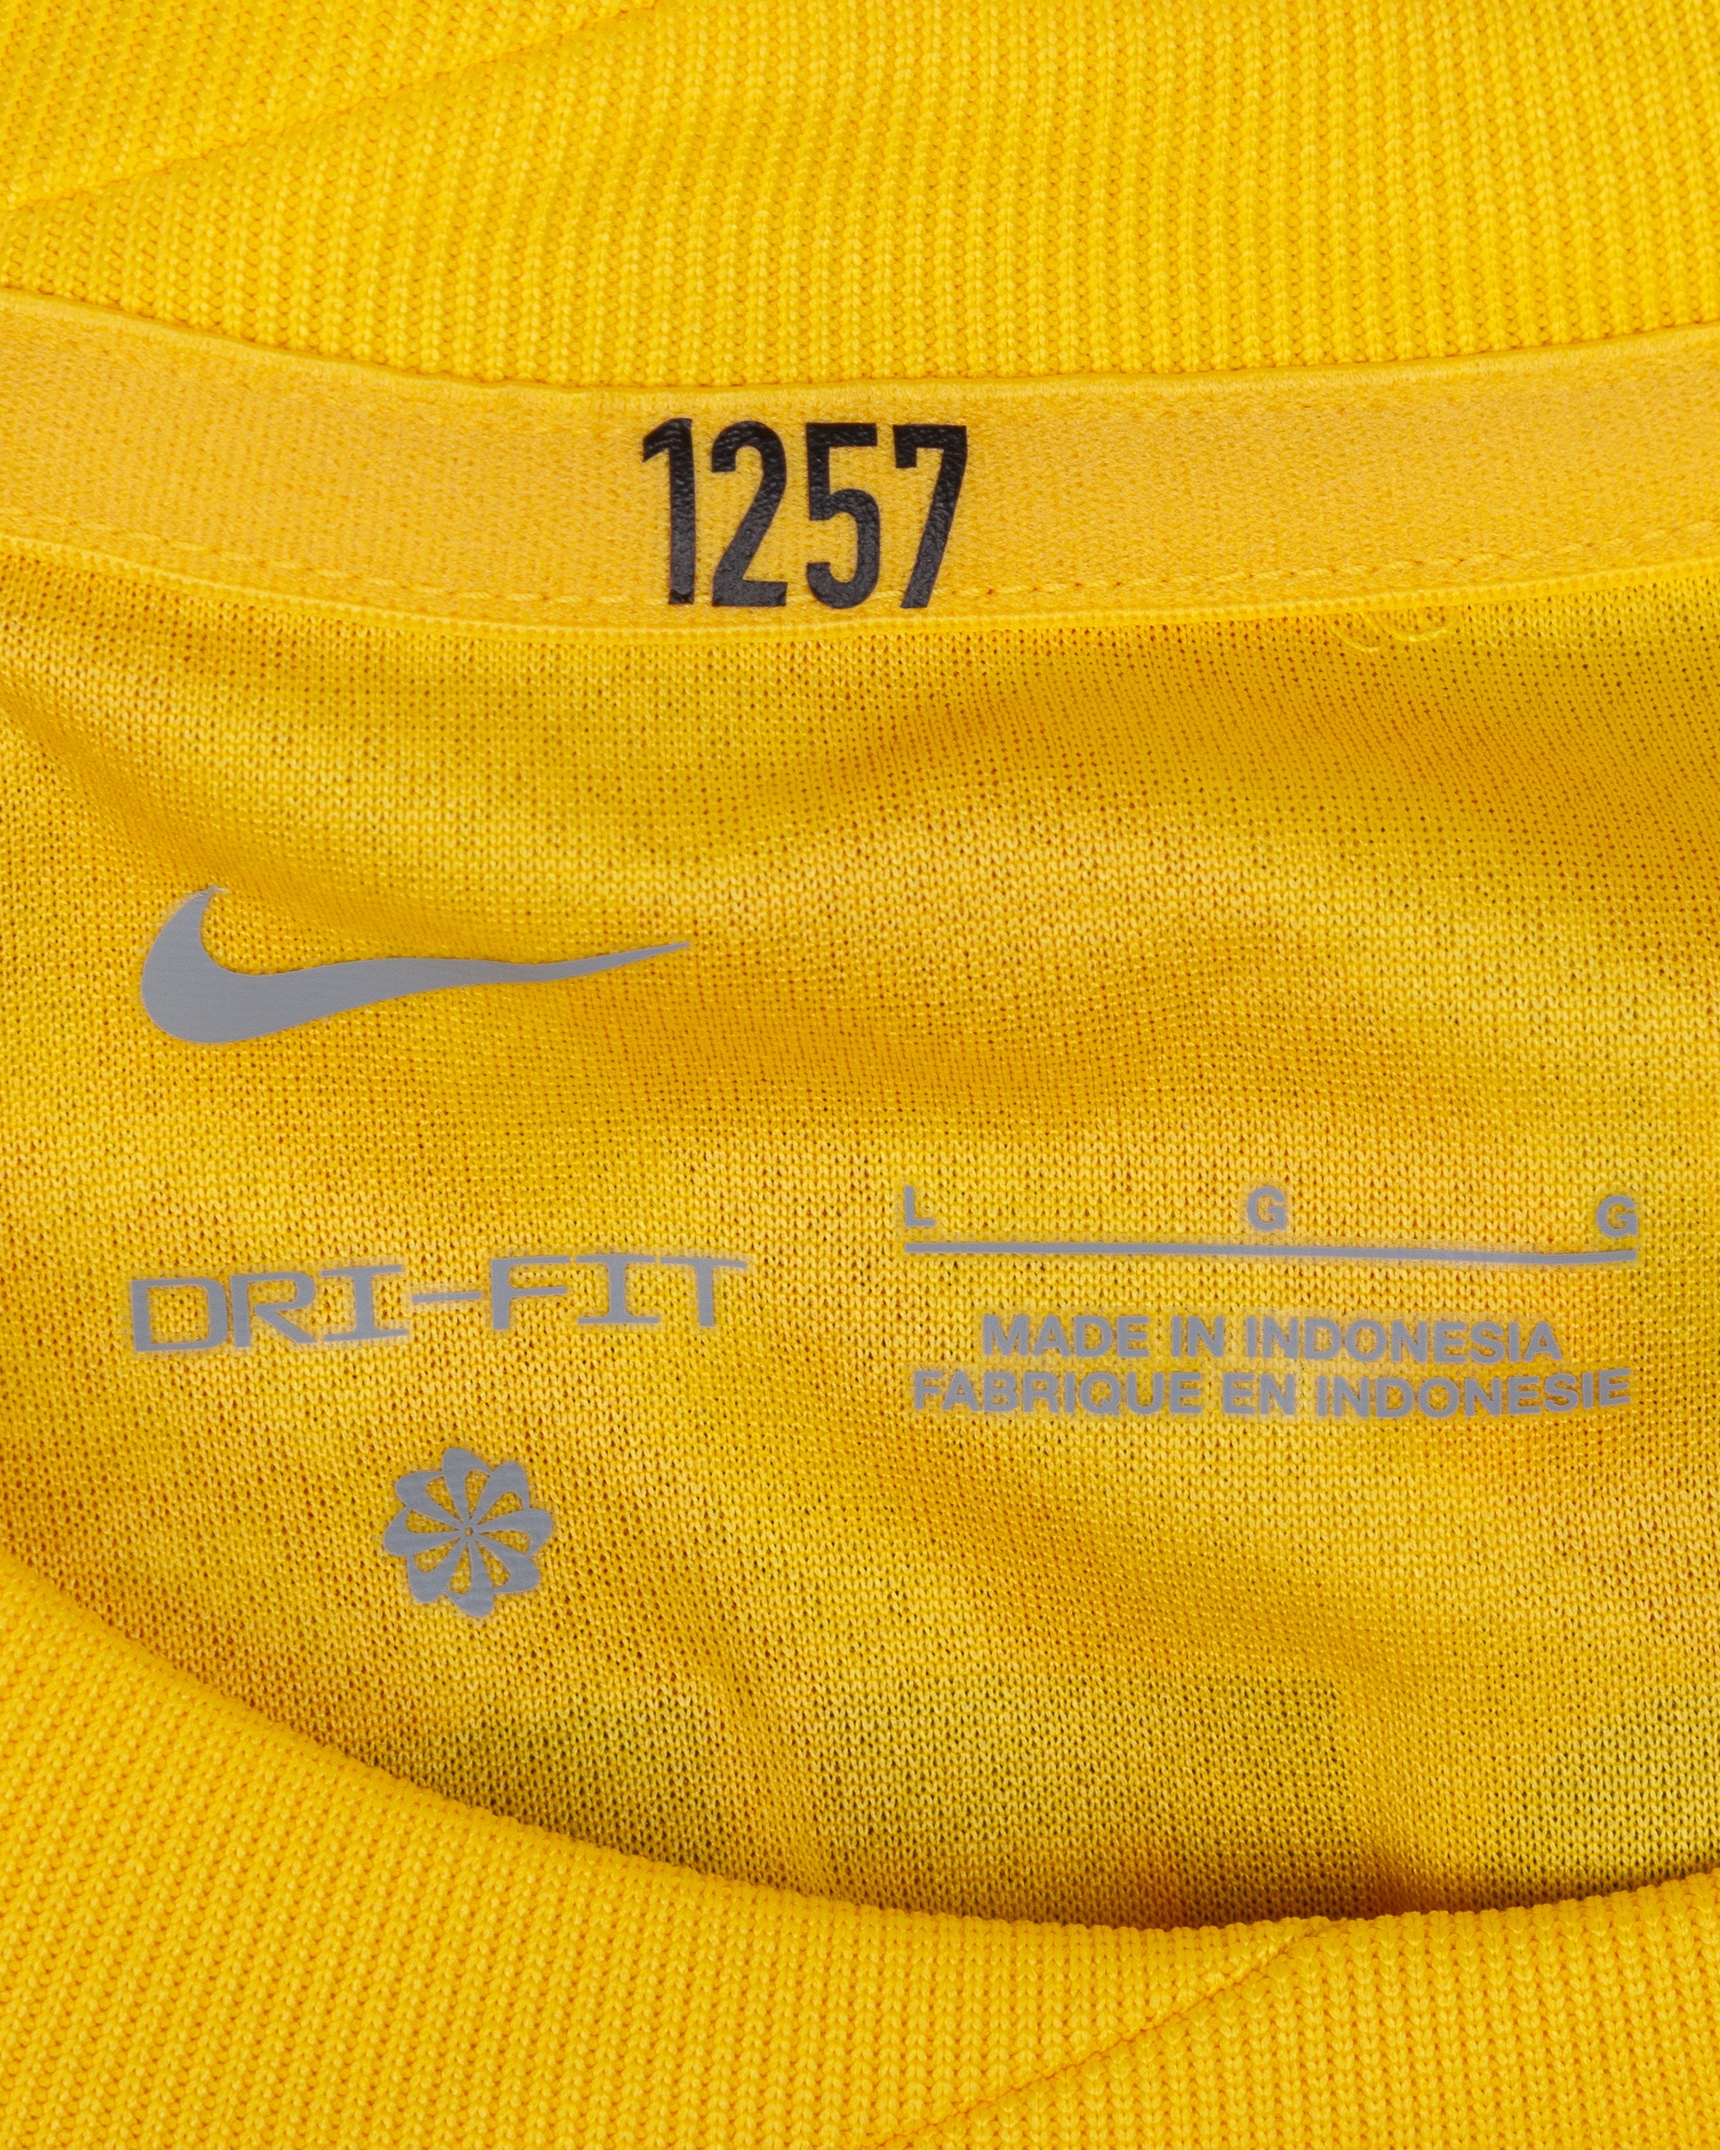 1257
L G G
DRI-FIT
MADE IN INDONESIA
FABRIQUE EN INDONESIE